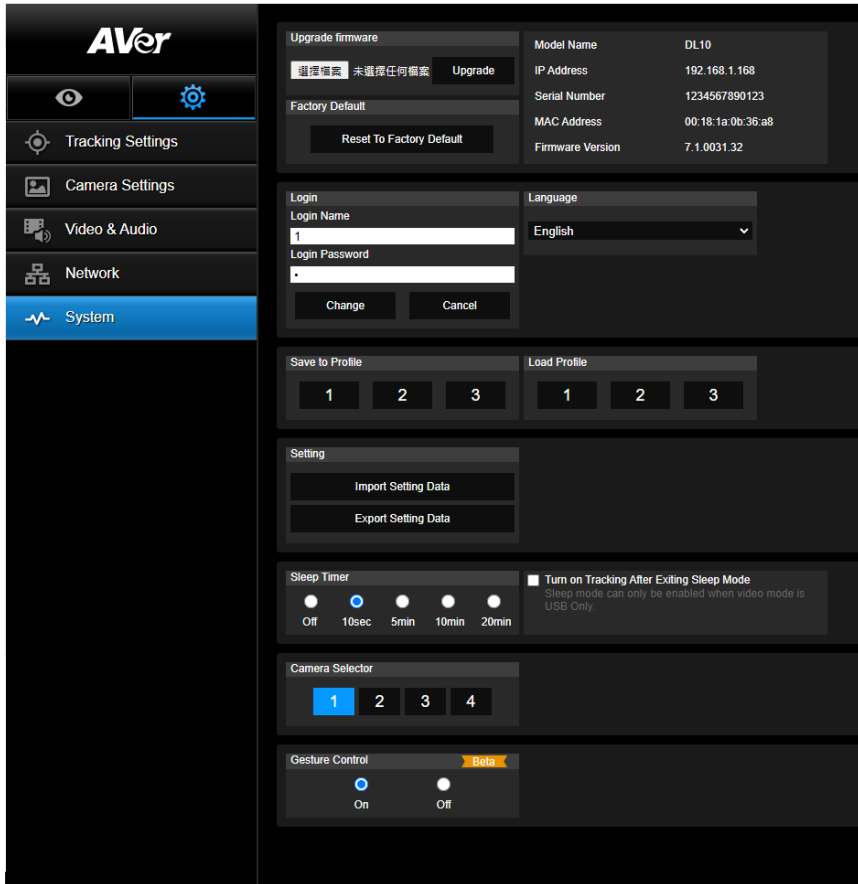 AVer
Tracking Settings
Camera Settings
Video & Audio
Network
System
Upgrade firmware
選擇檔案 未選擇任何檔案 Upgrade
Factory Default
Reset To Factory Default
Model Name DL10
IP Address 192.168.1.168
Serial Number 1234567890123
MAC Address 00:18:1a:0b:36:a8
Firmware Version 7.1.0031.32
Login
Login Name
1
Login Password
•
Change Cancel
Language
English
Save to Profile
1 2 3
Load Profile
1 2 3
Setting
Import Setting Data
Export Setting Data
Sleep Timer
Off 10sec 5min 10min 20min
Turn on Tracking After Exiting Sleep Mode
Sleep mode can only be enabled when video mode is
USB Only.
Camera Selector
1 2 3 4
Gesture Control Beta
On Off